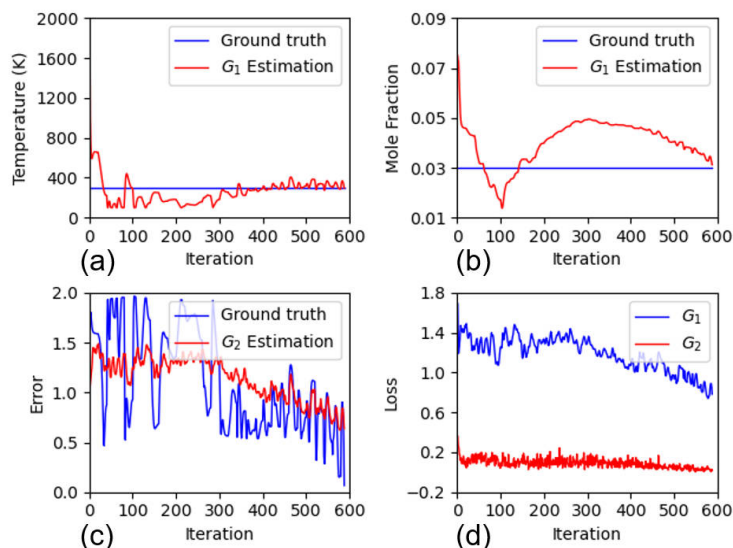 2000
1600
1200
800
400
0
Temperature (K)
Ground truth
G1 Estimation
0 100 200 300 400 500 600
Iteration
(a)
0.09
0.07
0.05
0.03
0.01
Mole Fraction
Ground truth
G1 Estimation
0 100 200 300 400 500 600
Iteration
(b)
2.0
1.5
1.0
0.5
0.0
Error
Ground truth
G2 Estimation
0 100 200 300 400 500 600
Iteration
(c)
1.8
1.4
1.0
0.6
0.2
−0.2
Loss
G1
G2
0 100 200 300 400 500 600
Iteration
(d)